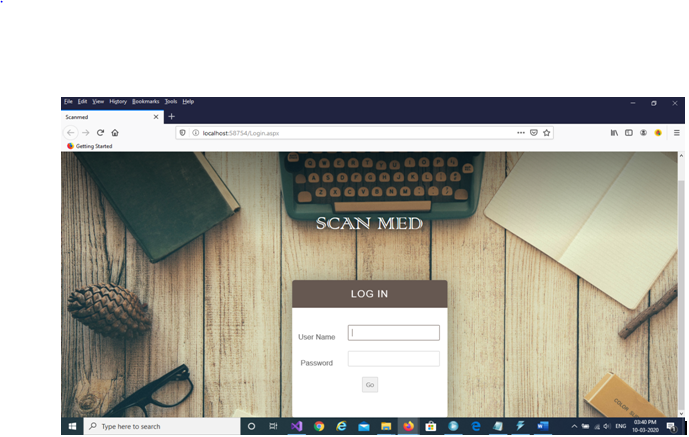 File Edit View History Bookmarks Tools Help
Scanmed
localhost:58754/Login.aspx
Getting Started
SCAN MED
LOG IN
User Name
Password
Go
Type here to search
ENG
03:40 PM
10-03-2020